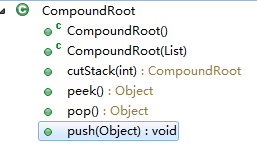 CompoundRoot
CompoundRoot()
CompoundRoot(List)
cutStack(int) : CompoundRoot
peek() : Object
pop() : Object
push(Object) : void